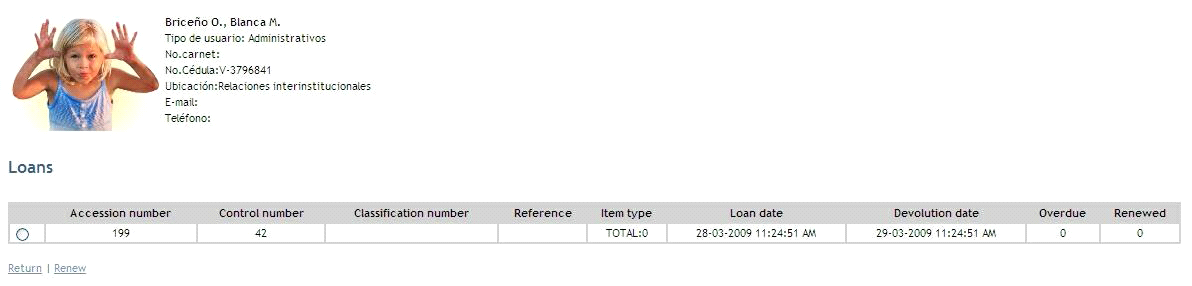 Briceño O., Blanca M.
Tipo de usuario: Administrativos
No.carnet:
No.Cédula:V-3796841
Ubicación:Relaciones interinstitucionales
E-mail:
Teléfono:
Loans
Accession number Control number Classification number Reference Item type Loan date Devolution date Overdue Renewed
199 42 TOTAL:0 28-03-2009 11:24:51 AM 29-03-2009 11:24:51 AM 0 0
Return | Renew